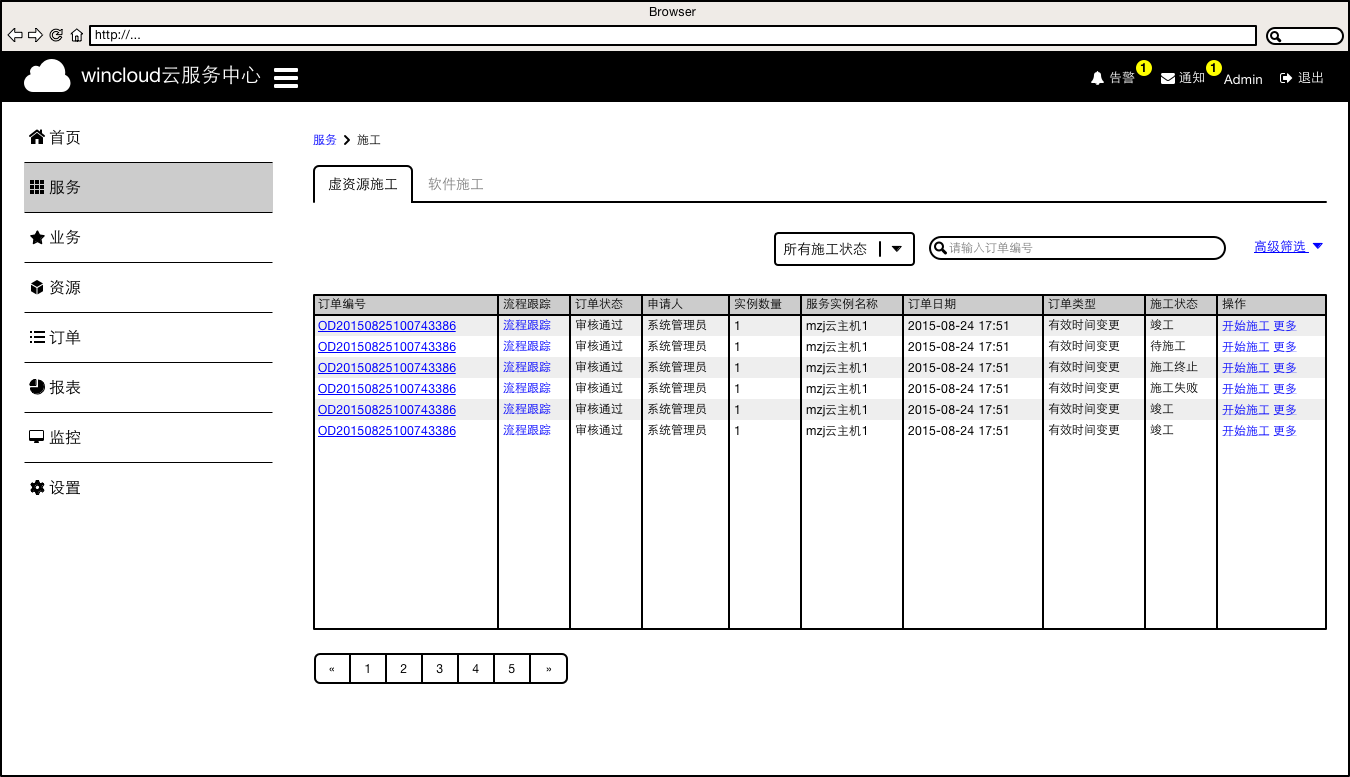 Browser
http://...
wincloud云服务中心
告警 1 通知 1 Admin 退出
首页
服务
业务
资源
订单
报表
监控
设置
服务 施工
虚资源施工 软件施工
所有施工状态 请输入订单编号 高级筛选
订单编号 流程跟踪 订单状态 申请人 实例数量 服务实例名称 订单日期 订单类型 施工状态 操作
OD20150825100743386 流程跟踪 审核通过 系统管理员 1 mzj云主机1 2015-08-24 17:51 有效时间变更 竣工 开始施工 更多
OD20150825100743386 流程跟踪 审核通过 系统管理员 1 mzj云主机1 2015-08-24 17:51 有效时间变更 待施工 开始施工 更多
OD20150825100743386 流程跟踪 审核通过 系统管理员 1 mzj云主机1 2015-08-24 17:51 有效时间变更 施工终止 开始施工 更多
OD20150825100743386 流程跟踪 审核通过 系统管理员 1 mzj云主机1 2015-08-24 17:51 有效时间变更 施工失败 开始施工 更多
OD20150825100743386 流程跟踪 审核通过 系统管理员 1 mzj云主机1 2015-08-24 17:51 有效时间变更 竣工 开始施工 更多
OD20150825100743386 流程跟踪 审核通过 系统管理员 1 mzj云主机1 2015-08-24 17:51 有效时间变更 竣工 开始施工 更多
« 1 2 3 4 5 »